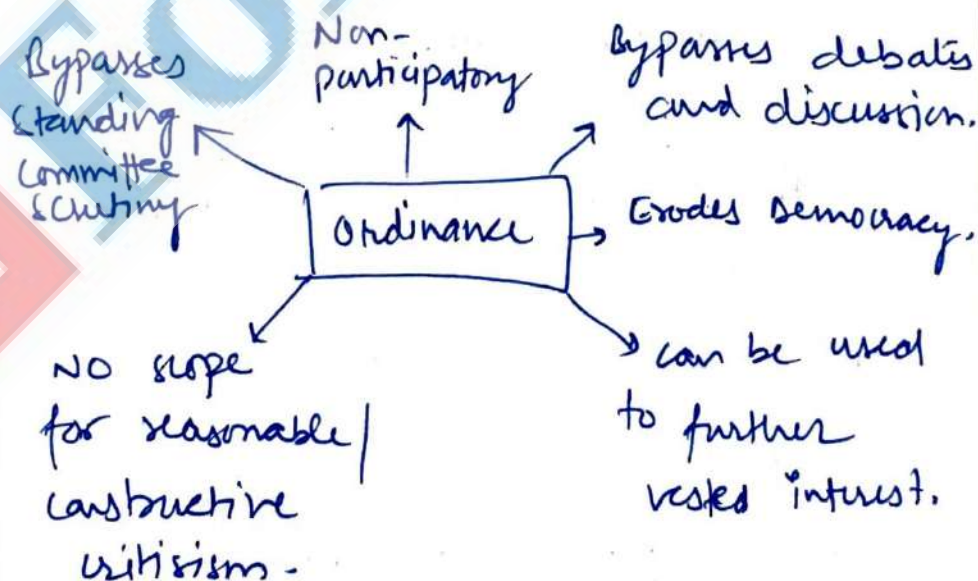 Bypasses
Standing
Committee
scrutiny
Non-
participatory
Bypasses debates
and discussion.
Ordinance
Erodes Democracy.
NO scope
for reasonable/
constructive
critisism.
can be used
to further
vested interest.